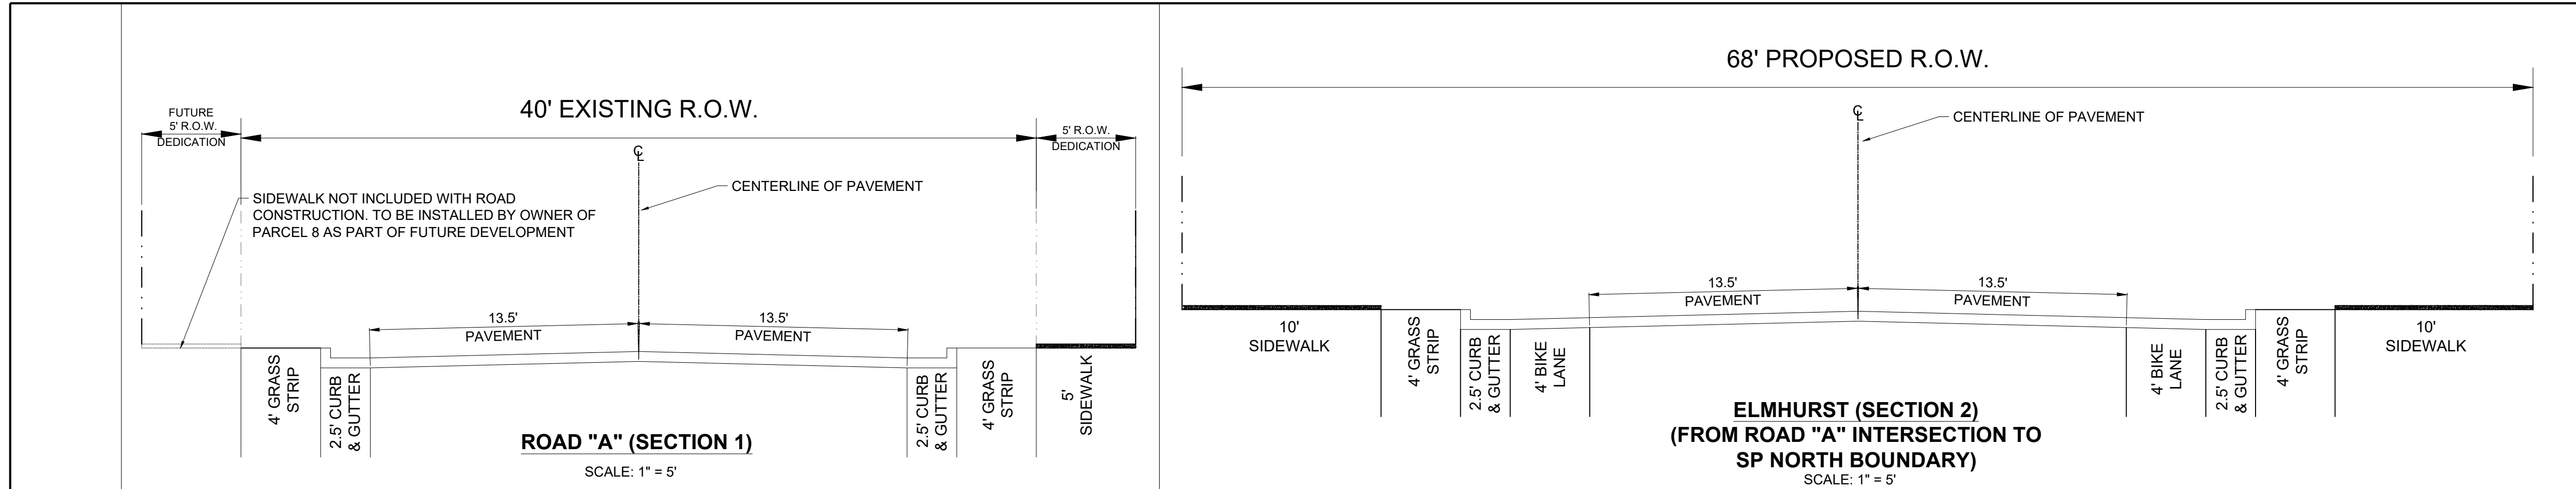 FUTURE
5' R.O.W.
DEDICATION
40' EXISTING R.O.W.
5' R.O.W.
DEDICATION
℄
CENTERLINE OF PAVEMENT
SIDEWALK NOT INCLUDED WITH ROAD
CONSTRUCTION. TO BE INSTALLED BY OWNER OF
PARCEL 8 AS PART OF FUTURE DEVELOPMENT
13.5'
PAVEMENT
13.5'
PAVEMENT
4' GRASS
STRIP
2.5' CURB
& GUTTER
2.5' CURB
& GUTTER
4' GRASS
STRIP
5'
SIDEWALK
ROAD "A" (SECTION 1)
SCALE: 1" = 5'
68' PROPOSED R.O.W.
℄
CENTERLINE OF PAVEMENT
13.5'
PAVEMENT
13.5'
PAVEMENT
10'
SIDEWALK
4' GRASS
STRIP
2.5' CURB
& GUTTER
4' BIKE
LANE
4' BIKE
LANE
2.5' CURB
& GUTTER
4' GRASS
STRIP
10'
SIDEWALK
ELMHURST (SECTION 2)
(FROM ROAD "A" INTERSECTION TO
SP NORTH BOUNDARY)
SCALE: 1" = 5'